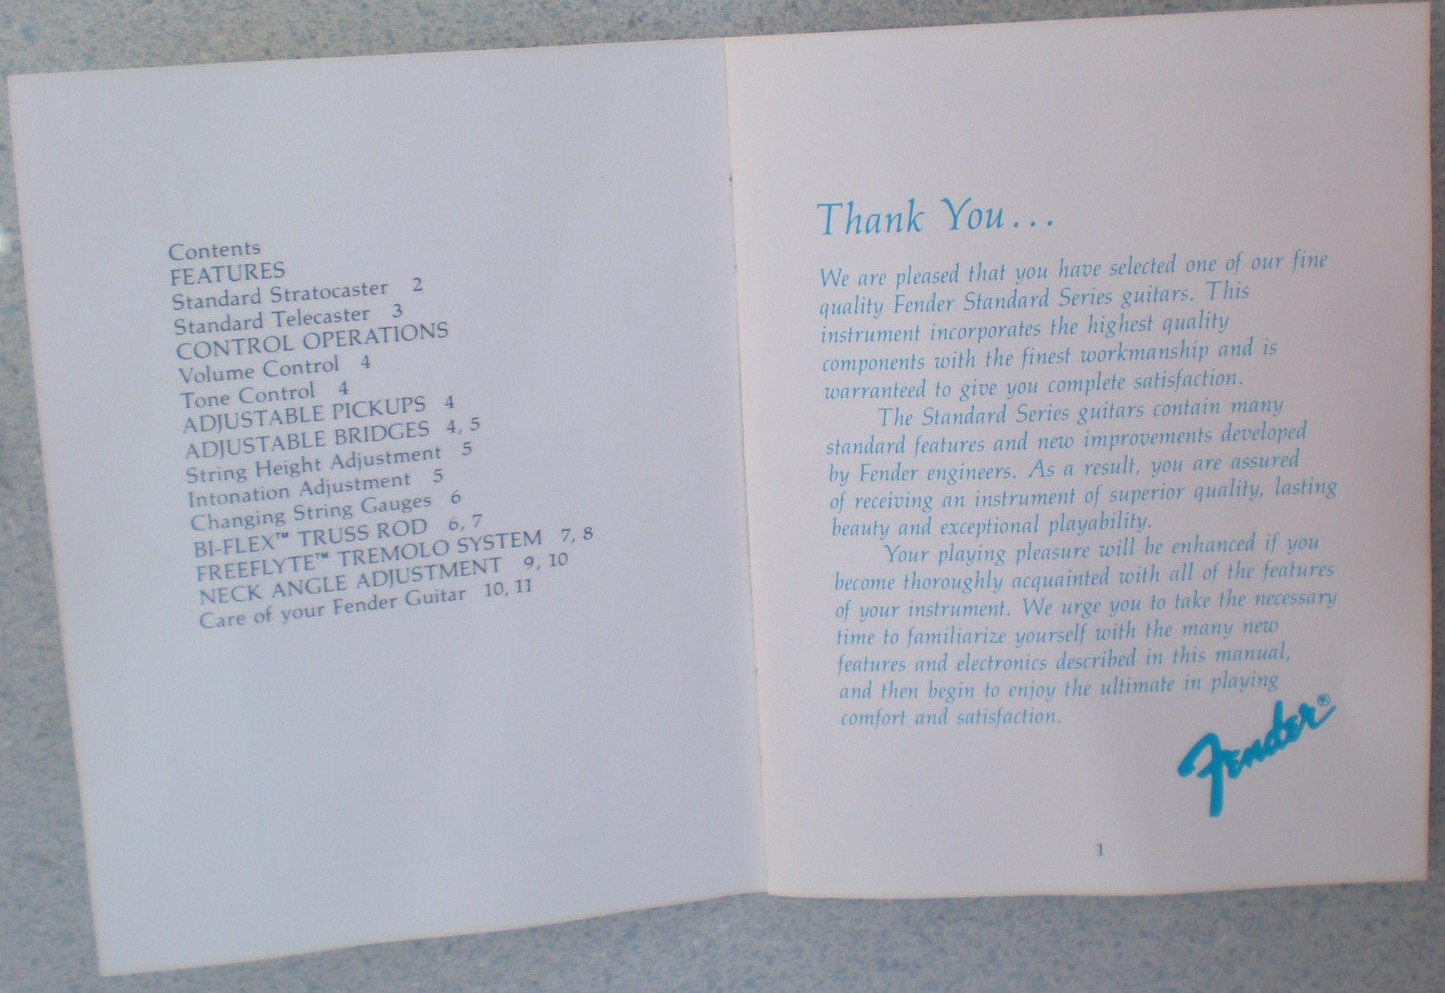 Contents
FEATURES
Standard Stratocaster 2
Standard Telecaster 3
CONTROL OPERATIONS
Volume Control 4
Tone Control 4
ADJUSTABLE PICKUPS 4
ADJUSTABLE BRIDGES 4, 5
String Height Adjustment 5
Intonation Adjustment 5
Changing String Gauges 6
BI-FLEX™ TRUSS ROD 6, 7
FREEFLYTE™ TREMOLO SYSTEM 7, 8
NECK ANGLE ADJUSTMENT 9, 10
Care of your Fender Guitar 10, 11
Thank You...
We are pleased that you have selected one of our fine
quality Fender Standard Series guitars. This
instrument incorporates the highest quality
components with the finest workmanship and is
warranteed to give you complete satisfaction.
The Standard Series guitars contain many
standard features and new improvements developed
by Fender engineers. As a result, you are assured
of receiving an instrument of superior quality, lasting
beauty and exceptional playability.
Your playing pleasure will be enhanced if you
become thoroughly acquainted with all of the features
of your instrument. We urge you to take the necessary
time to familiarize yourself with the many new
features and electronics described in this manual,
and then begin to enjoy the ultimate in playing
comfort and satisfaction.
Fender®
1